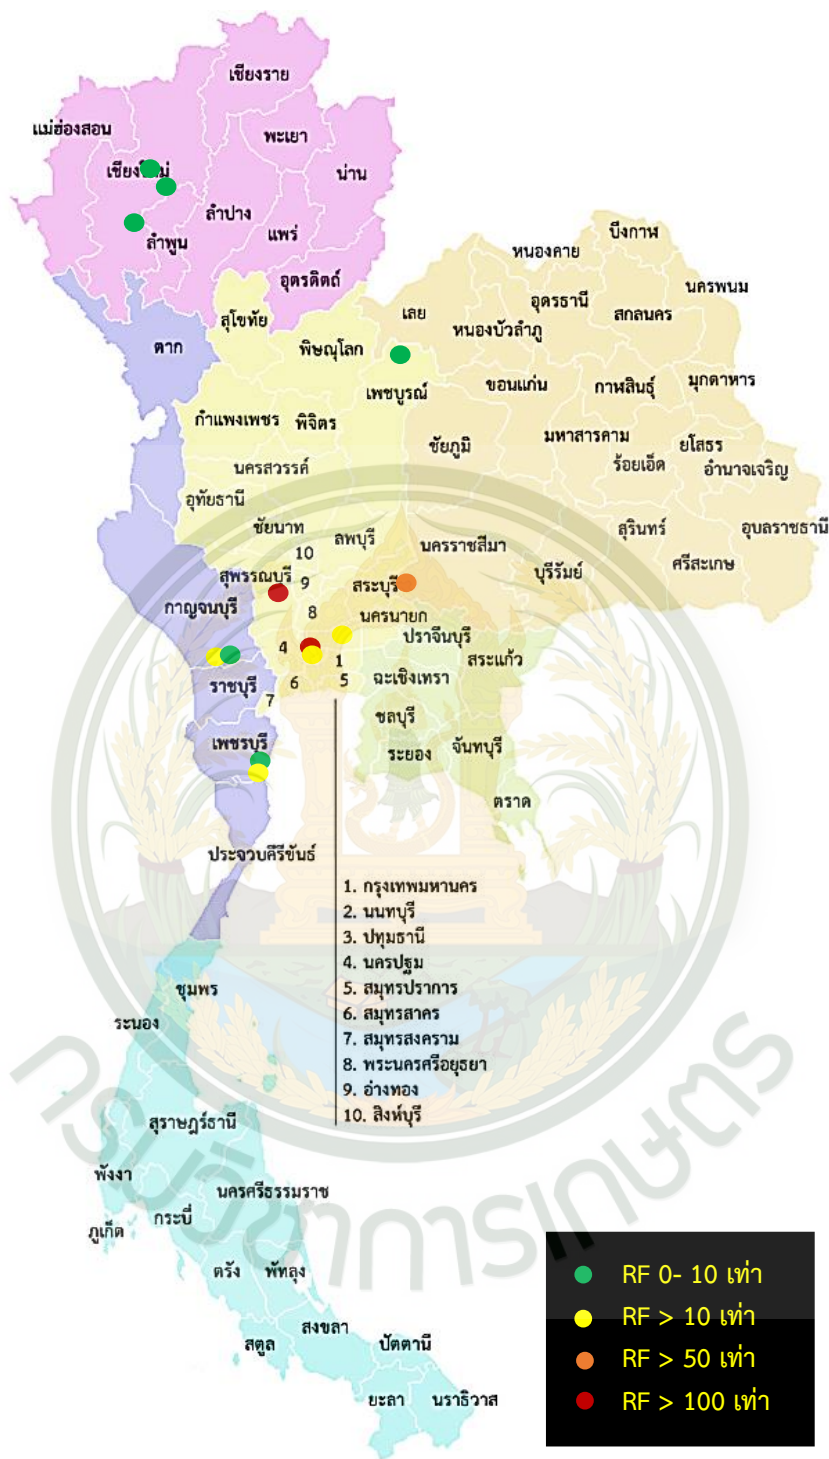 เชียงราย
แม่ฮ่องสอน
พะเยา
เชียงใหม่
น่าน
ลำปาง
แพร่
ลำพูน
อุตรดิตถ์
บึงกาฬ
หนองคาย
นครพนม
อุดรธานี
สกลนคร
เลย
หนองบัวลำภู
สุโขทัย
ตาก
พิษณุโลก
เพชบูรณ์
ขอนแก่น
กาฬสินธุ์
มุกดาหาร
กำแพงเพชร
พิจิตร
ชัยภูมิ
มหาสารคาม
ยโสธร
ร้อยเอ็ด
อำนาจเจริญ
นครสวรรค์
อุทัยธานี
ชัยนาท
ลพบุรี
นครราชสีมา
สุรินทร์
อุบลราชธานี
10
ศรีสะเกษ
บุรีรัมย์
สุพรรณบุรี
9
สระบุรี
กาญจนบุรี
8
นครนายก
ปราจีนบุรี
4
1
สระแก้ว
ราชบุรี
6
5
ฉะเชิงเทรา
7
ชลบุรี
เพชรบุรี
ระยอง
จันทบุรี
ตราด
ประจวบคีรีขันธ์
1. กรุงเทพมหานคร
2. นนทบุรี
3. ปทุมธานี
4. นครปฐม
5. สมุทรปราการ
6. สมุทรสาคร
7. สมุทรสงคราม
8. พระนครศรีอยุธยา
9. อ่างทอง
10. สิงห์บุรี
ชุมพร
ระนอง
สุราษฎร์ธานี
พังงา
นครศรีธรรมราช
กระบี่
ภูเก็ต
ตรัง
พัทลุง
สงขลา
สตูล
ปัตตานี
ยะลา
นราธิวาส
กรมวิชาการเกษตร
RF 0- 10 เท่า
RF > 10 เท่า
RF > 50 เท่า
RF > 100 เท่า